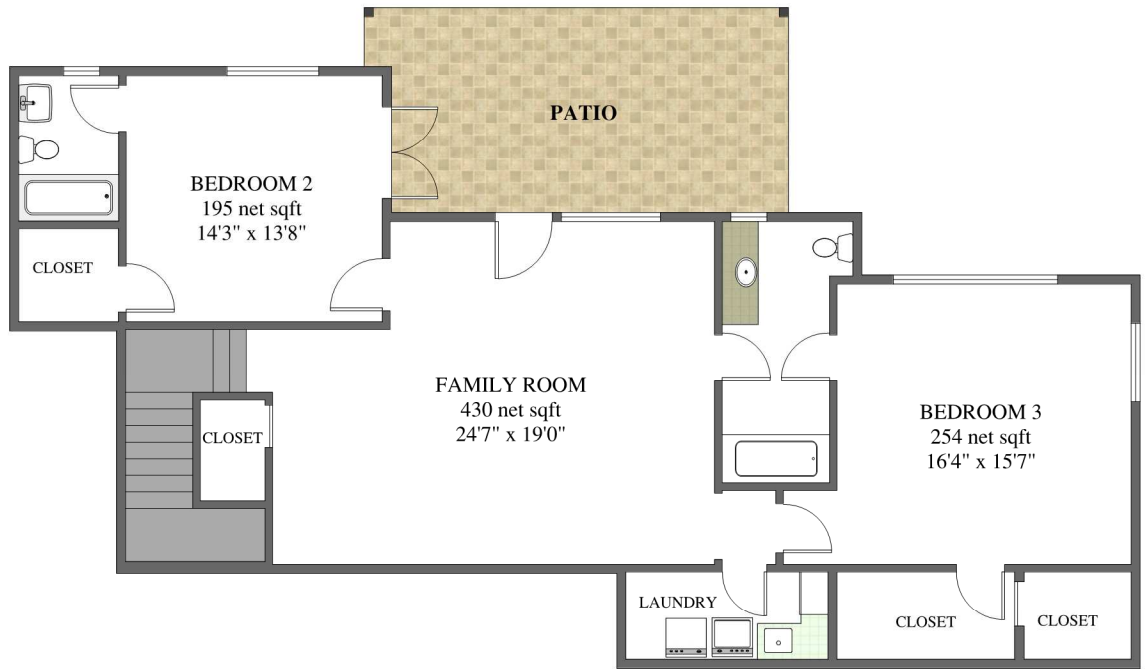 PATIO
BEDROOM 2
195 net sqft
14'3" x 13'8"
CLOSET
FAMILY ROOM
430 net sqft
24'7" x 19'0"
CLOSET
BEDROOM 3
254 net sqft
16'4" x 15'7"
LAUNDRY
CLOSET
CLOSET